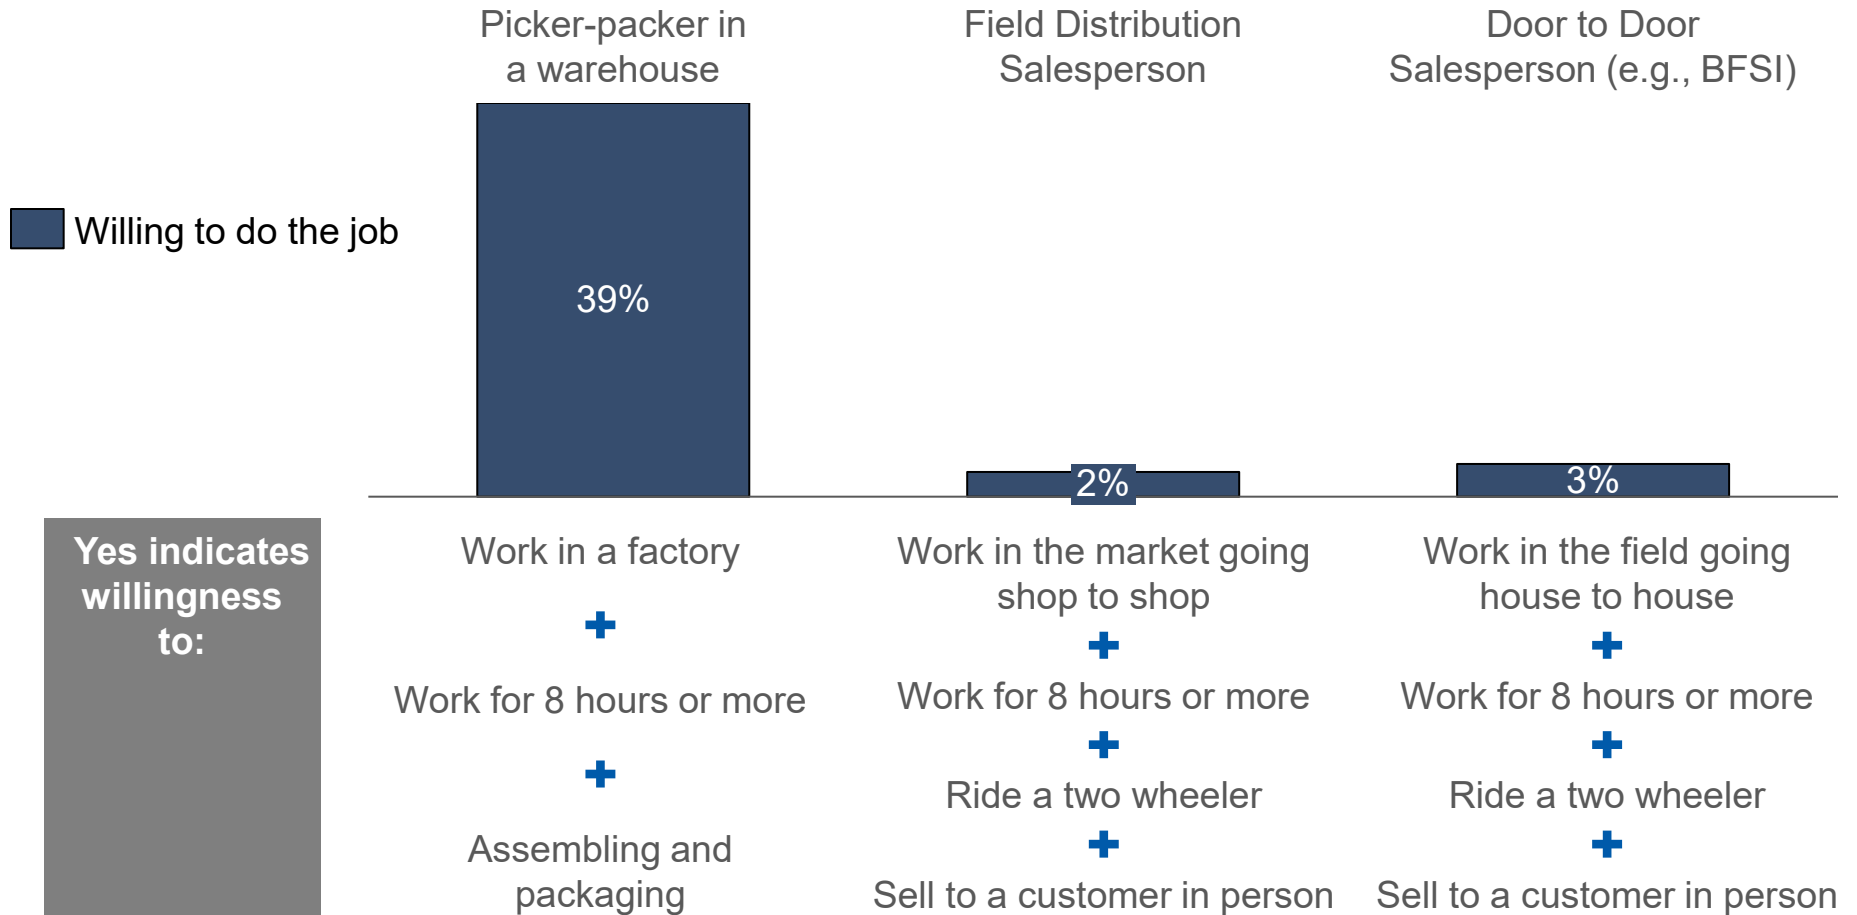 Picker-packer in
a warehouse
Field Distribution
Salesperson
Door to Door
Salesperson (e.g., BFSI)
Willing to do the job
39%
2%
3%
Yes indicates
willingness
to:
Work in a factory
Work for 8 hours or more
Assembling and
packaging
Work in the market going
shop to shop
Work for 8 hours or more
Ride a two wheeler
Sell to a customer in person
Work in the field going
house to house
Work for 8 hours or more
Ride a two wheeler
Sell to a customer in person